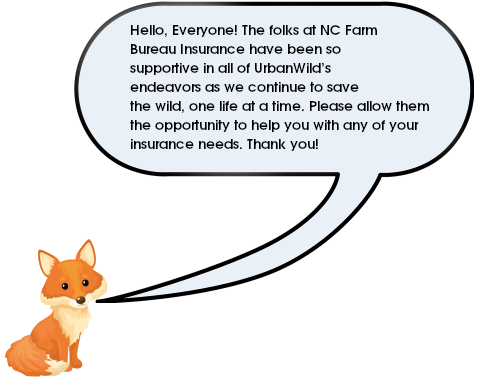 Hello, Everyone! The folks at NC Farm
Bureau Insurance have been so
supportive in all of UrbanWild's
endeavors as we continue to save
the wild, one life at a time. Please allow them
the opportunity to help you with any of your
insurance needs. Thank you!